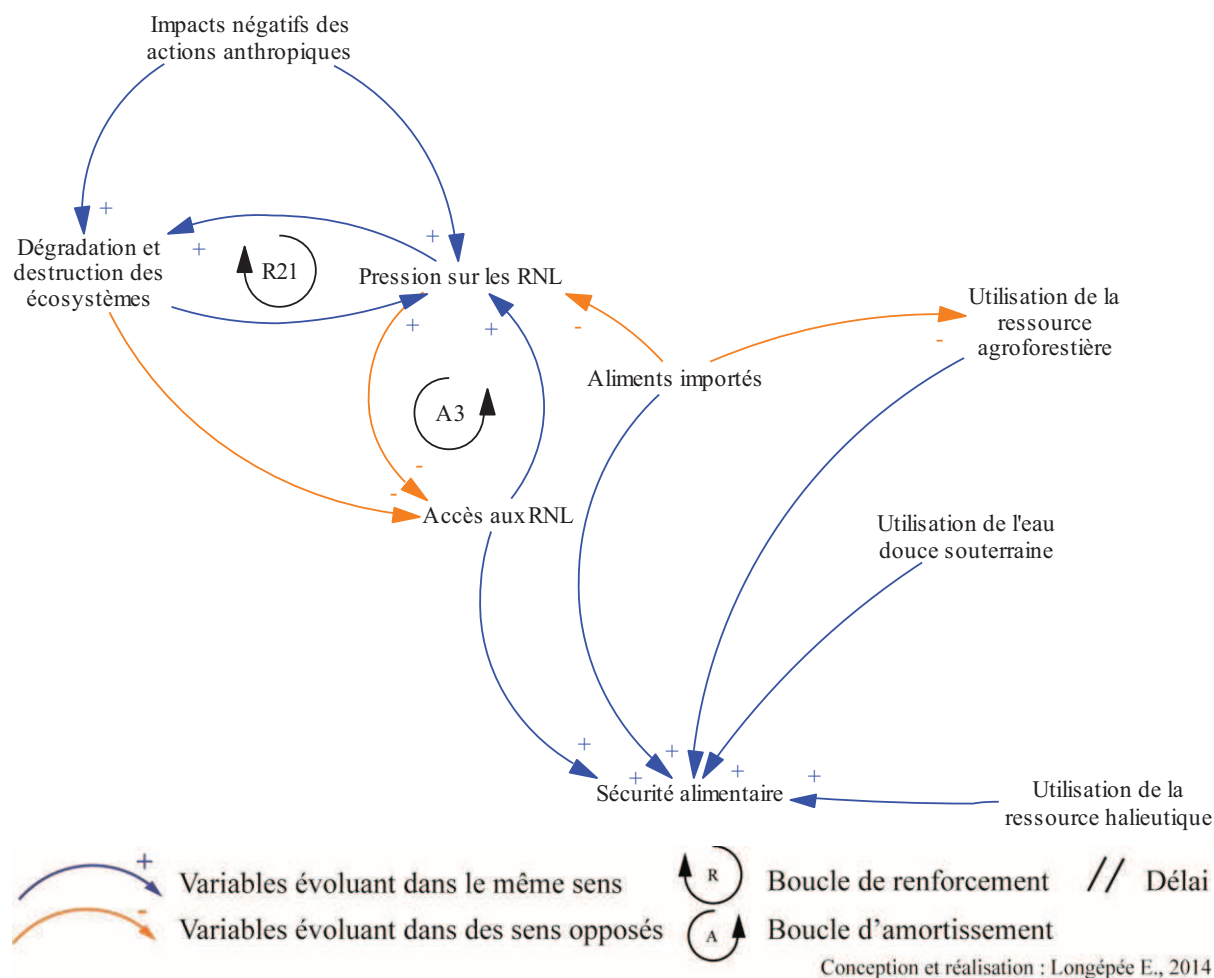 Impacts négatifs des
actions anthropiques
+
+
+
Dégradation et
destruction des
écosystèmes
R21
Pression sur les RNL
+
+
-
Utilisation de la
ressource
agroforestière
-
Aliments importés
A3
-
-
Accès aux RNL
Utilisation de l'eau
douce souterraine
+
+
+
+
+
Sécurité alimentaire
Utilisation de la
ressource halieutique
+
Variables évoluant dans le même sens
-
Variables évoluant dans des sens opposés
R
Boucle de renforcement
// Délai
A
Boucle d’amortissement
Conception et réalisation : Longépée E., 2014